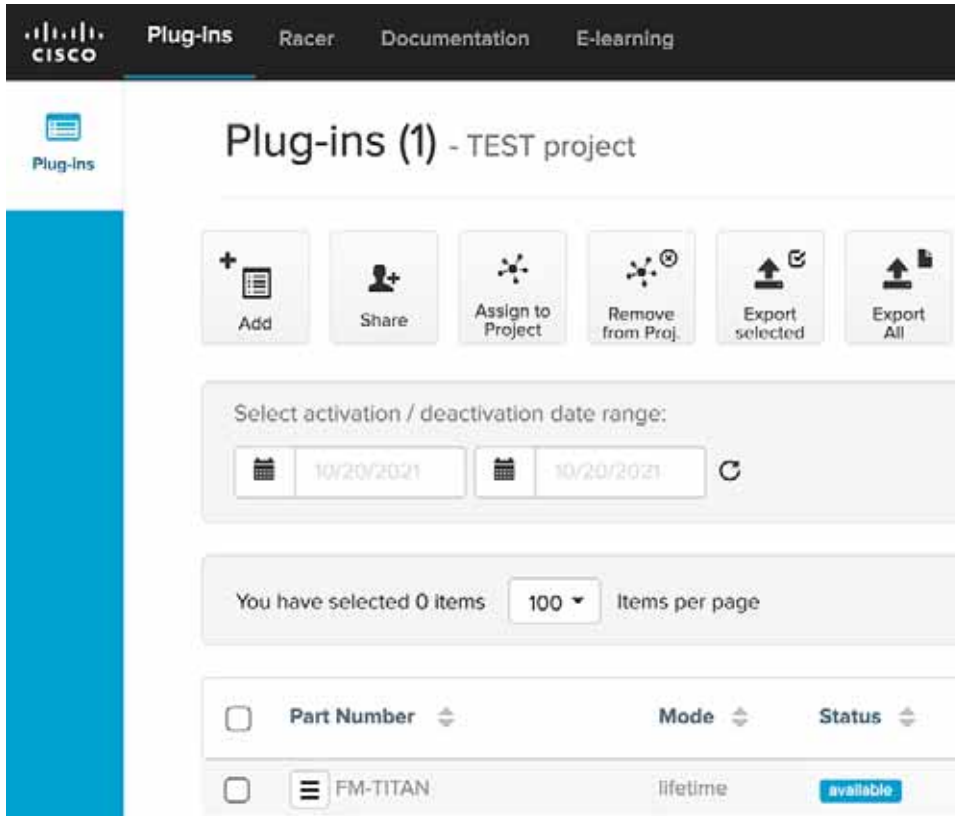 CISCO Plug-ins Racer Documentation E-learning
Plug-ins
Plug-ins (1) - TEST project
Add
Share
Assign to
Project
Remove
from Proj.
Export
selected
Export
All
Select activation / deactivation date range:
10/20/2021 10/20/2021
You have selected 0 items 100 Items per page
Part Number Mode Status
FM-TITAN lifetime available